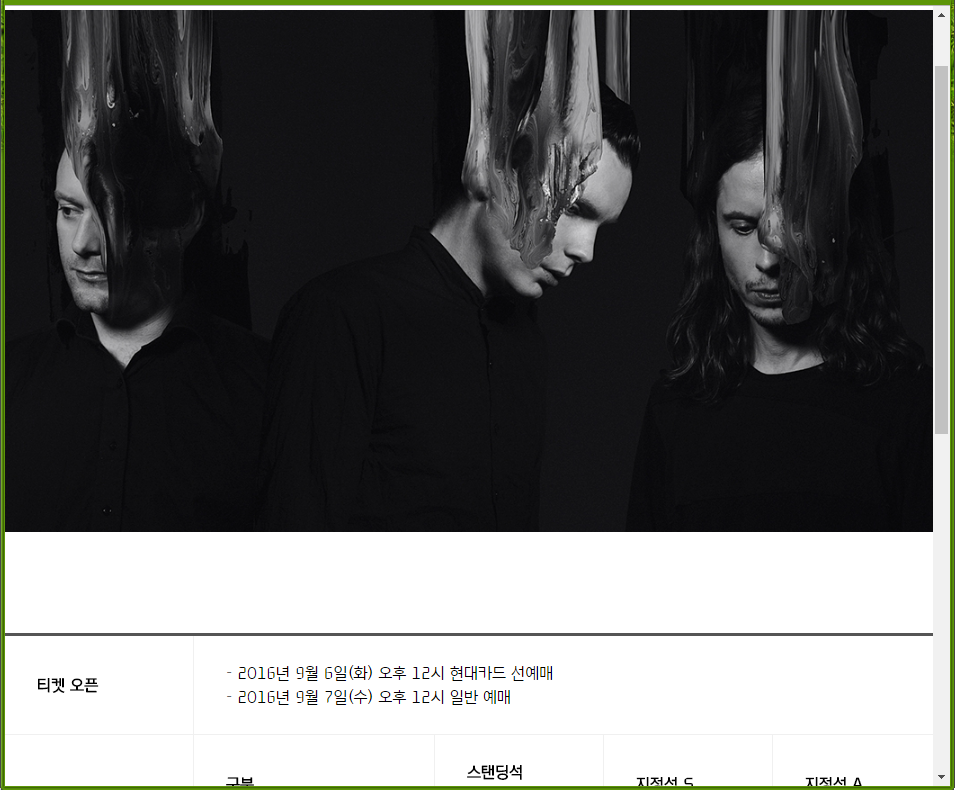 티켓 오픈
- 2016년 9월 6일(화) 오후 12시 현대카드 선예매
- 2016년 9월 7일(수) 오후 12시 일반 예매
구분
스탠딩석
지정석 S
지정석 A